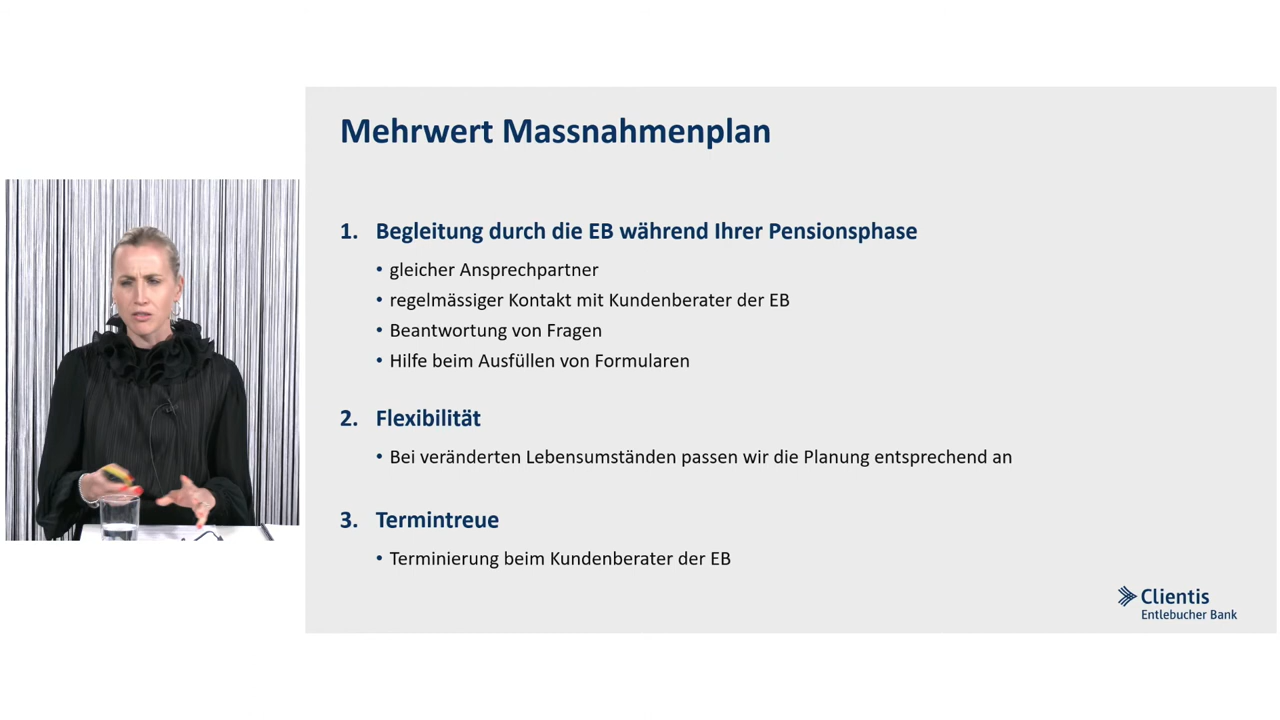 Mehrwert Massnahmenplan
1. Begleitung durch die EB während Ihrer Pensionsphase
• gleicher Ansprechpartner
• regelmässiger Kontakt mit Kundenberater der EB
• Beantwortung von Fragen
• Hilfe beim Ausfüllen von Formularen
2. Flexibilität
• Bei veränderten Lebensumständen passen wir die Planung entsprechend an
3. Termintreue
• Terminierung beim Kundenberater der EB
Clientis
Entlebucher Bank